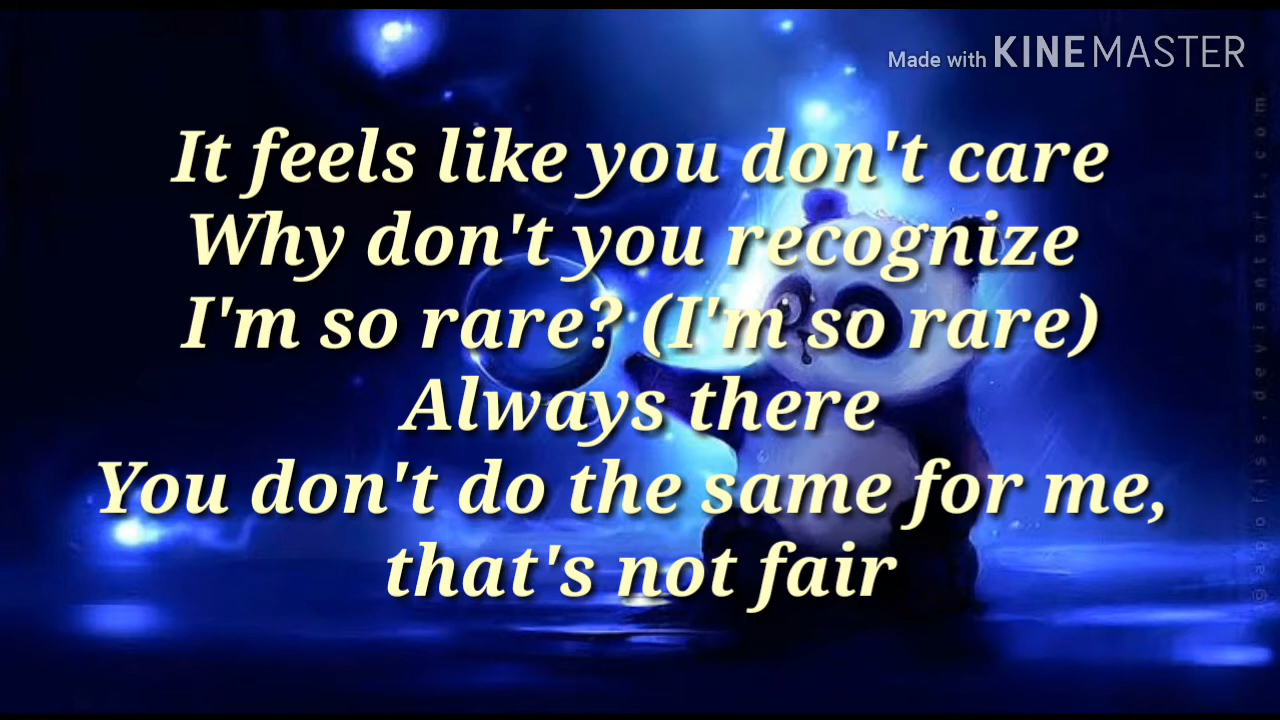 Made with KINEMASTER
It feels like you don't care
Why don't you recognize
I'm so rare? (I'm so rare)
Always there
You don't do the same for me,
that's not fair